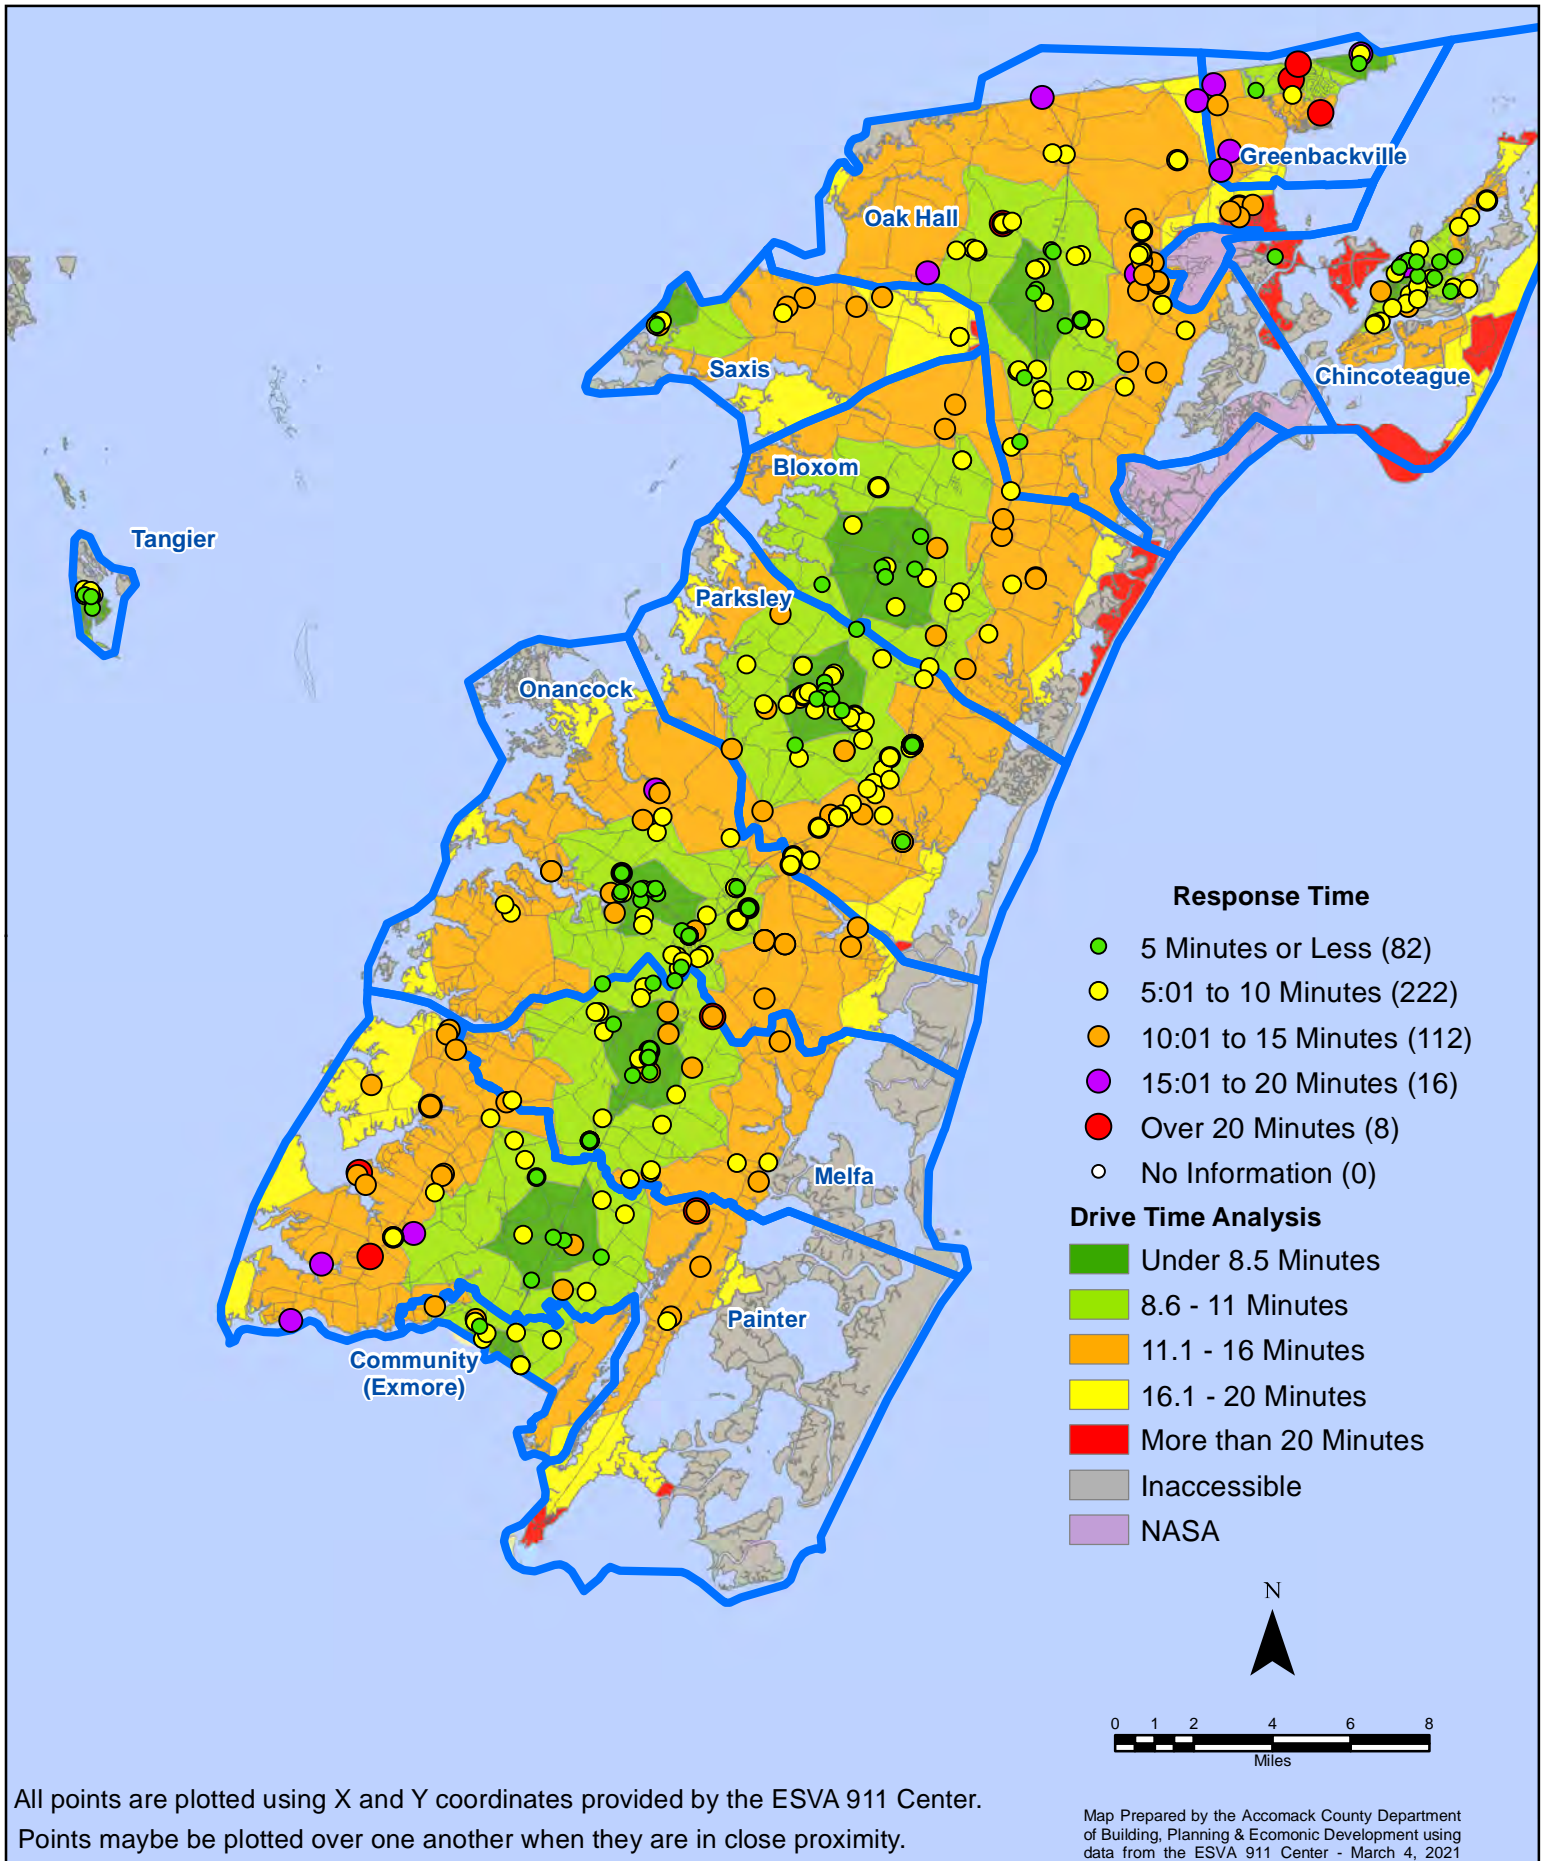 Greenbackville
Oak Hall
Saxis
Chincoteague
Bloxom
Tangier
Parksley
Onancock
Melfa
Painter
Community
(Exmore)
Response Time
5 Minutes or Less (82)
5:01 to 10 Minutes (222)
10:01 to 15 Minutes (112)
15:01 to 20 Minutes (16)
Over 20 Minutes (8)
No Information (0)
Drive Time Analysis
Under 8.5 Minutes
8.6 - 11 Minutes
11.1 - 16 Minutes
16.1 - 20 Minutes
More than 20 Minutes
Inaccessible
NASA
N
0 1 2 4 6 8
Miles
All points are plotted using X and Y coordinates provided by the ESVA 911 Center.
Points maybe be plotted over one another when they are in close proximity.
Map Prepared by the Accomack County Department
of Building, Planning & Ecomonic Development using
data from the ESVA 911 Center - March 4, 2021